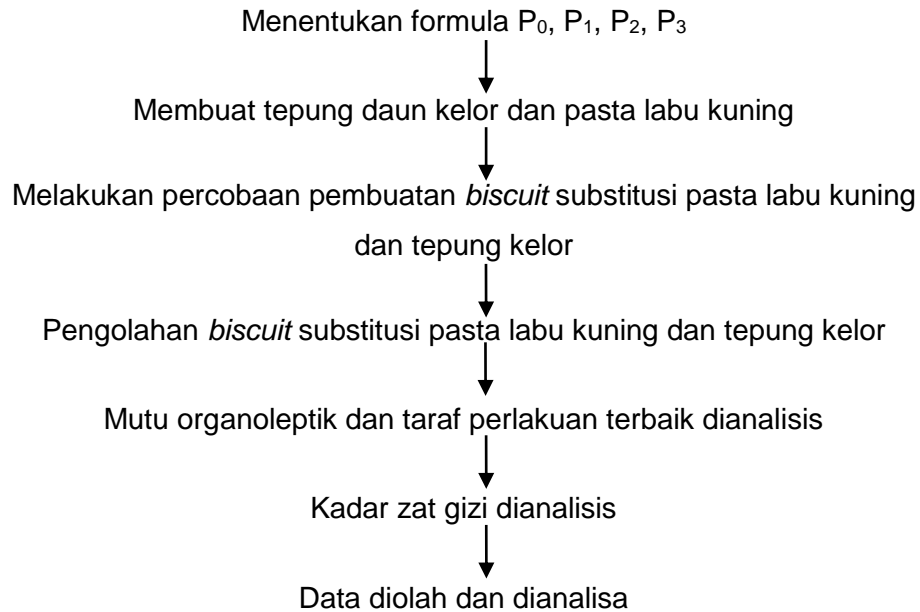 Menentukan formula P₀, P₁, P₂, P₃
Membuat tepung daun kelor dan pasta labu kuning
Melakukan percobaan pembuatan biscuit substitusi pasta labu kuning
dan tepung kelor
Pengolahan biscuit substitusi pasta labu kuning dan tepung kelor
Mutu organoleptik dan taraf perlakuan terbaik dianalisis
Kadar zat gizi dianalisis
Data diolah dan dianalisa